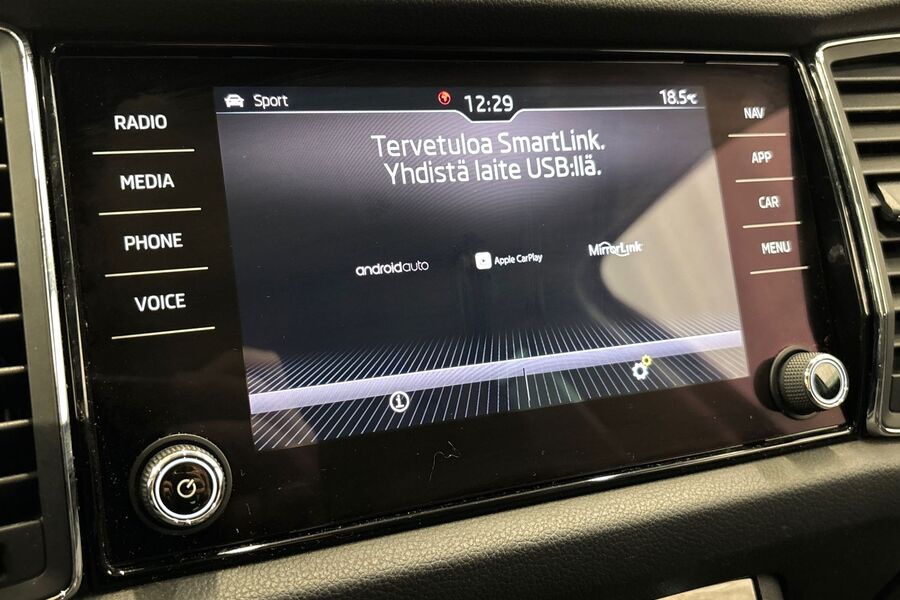 RADIO
MEDIA
PHONE
VOICE
Sport
12:29
18.5°C
Tervetuloa SmartLink.
Yhdistä laite USB:llä.
androidauto
Apple CarPlay
MirrorLink
NAV
APP
CAR
MENU